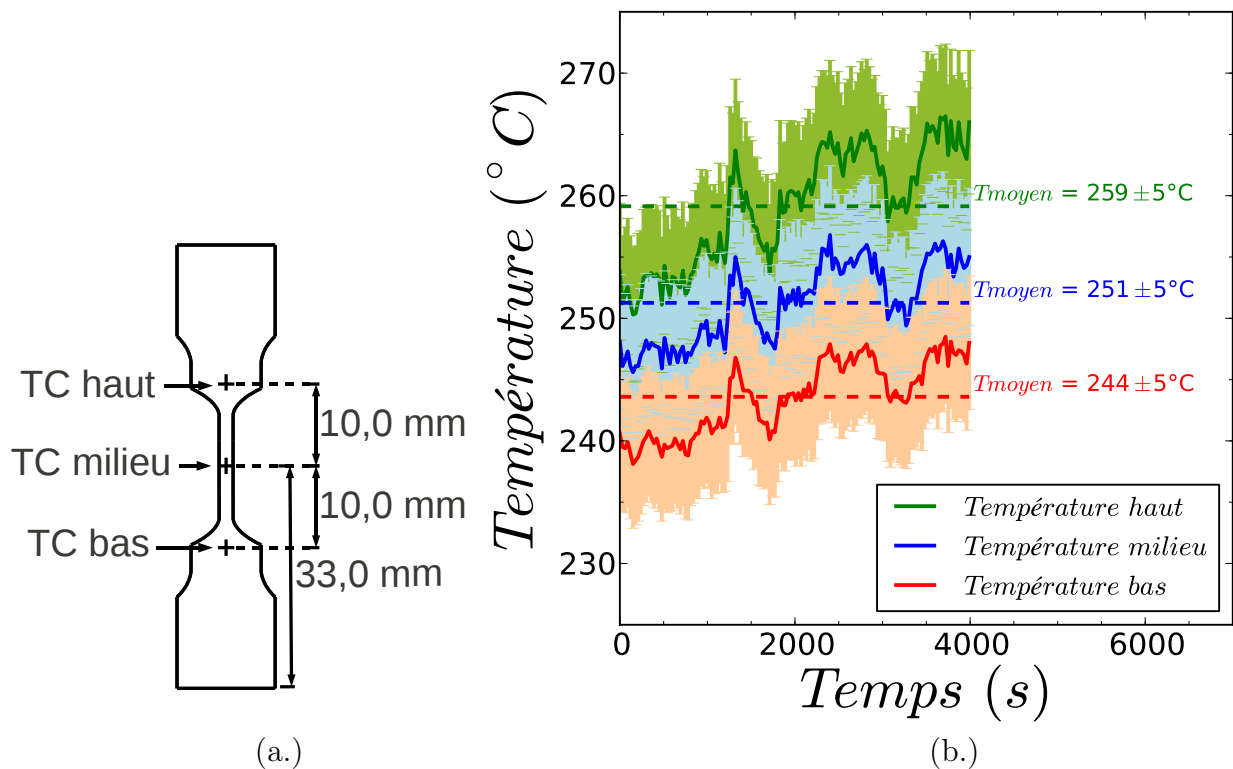 TC haut
10,0 mm
TC milieu
10,0 mm
TC bas
33,0 mm
(a.)
Température (°C)
270
260
250
240
230
Tmoyen = 259 ±5°C
Tmoyen = 251 ±5°C
Tmoyen = 244 ±5°C
Température haut
Température milieu
Température bas
0 2000 4000 6000
Temps (s)
(b.)